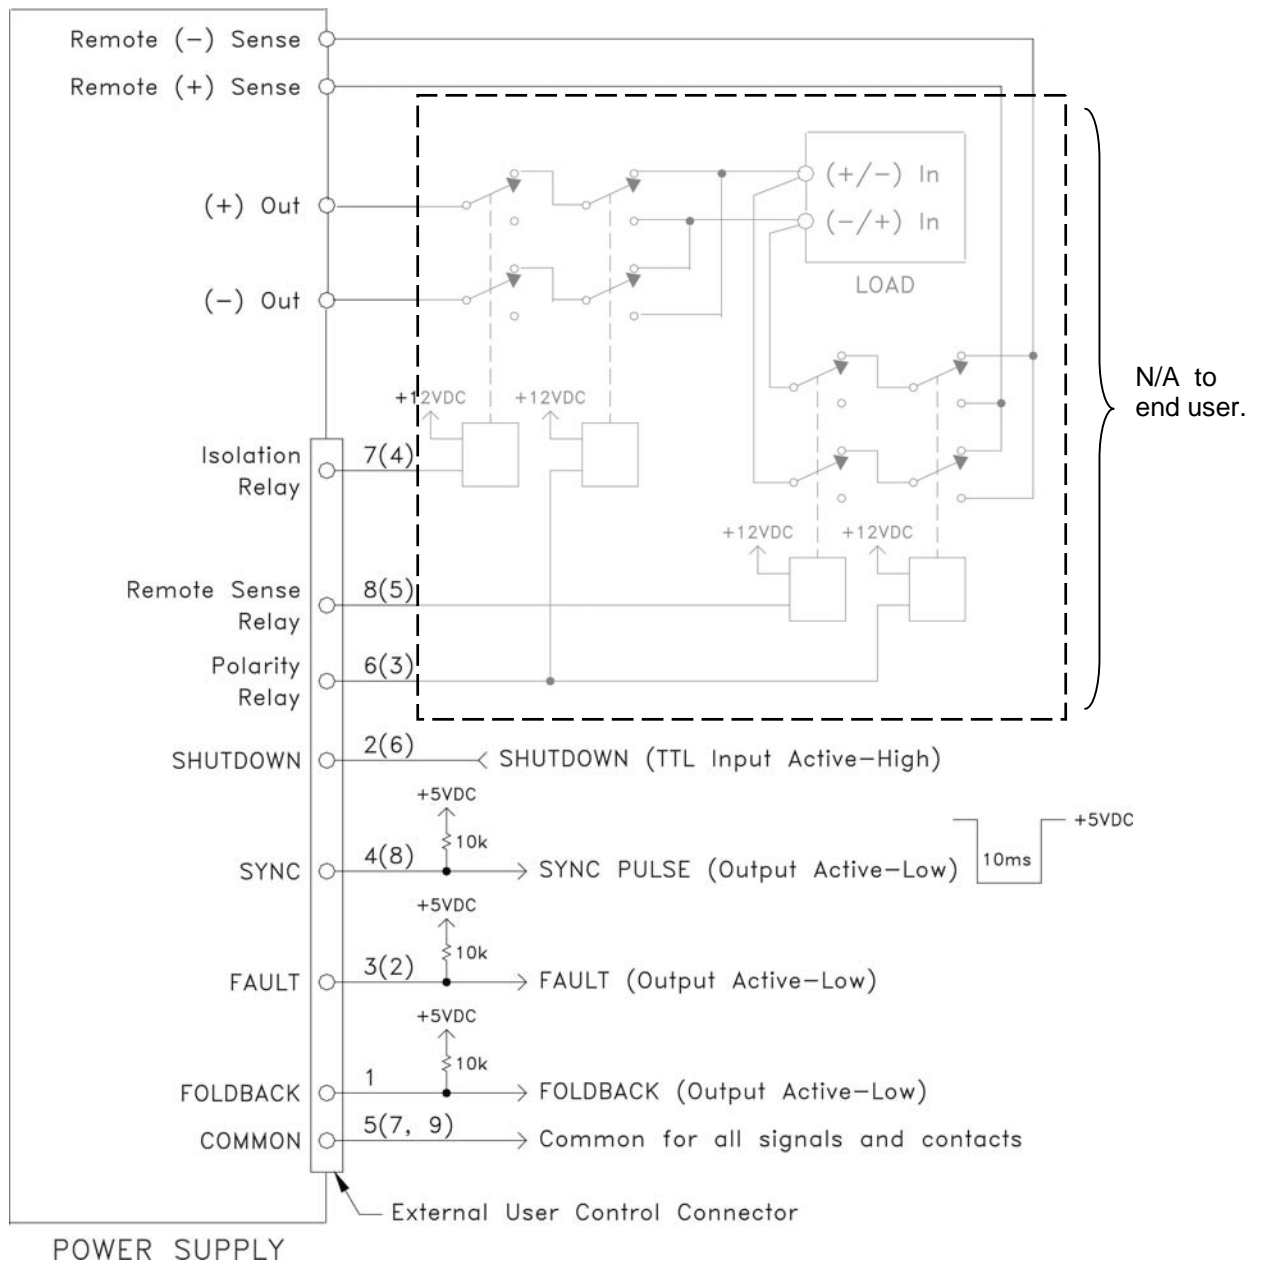 Remote (−) Sense
Remote (+) Sense
(+) Out
(−) Out
(+/−) In
(−/+) In
LOAD
N/A to
end user.
+12VDC
+12VDC
Isolation
Relay
7(4)
+12VDC
+12VDC
Remote Sense
Relay
8(5)
Polarity
Relay
6(3)
SHUTDOWN
2(6)
SHUTDOWN (TTL Input Active−High)
+5VDC
10k
SYNC
4(8)
SYNC PULSE (Output Active−Low)
+5VDC
10ms
+5VDC
10k
FAULT
3(2)
FAULT (Output Active−Low)
+5VDC
10k
FOLDBACK
1
FOLDBACK (Output Active−Low)
COMMON
5(7, 9)
Common for all signals and contacts
External User Control Connector
POWER SUPPLY